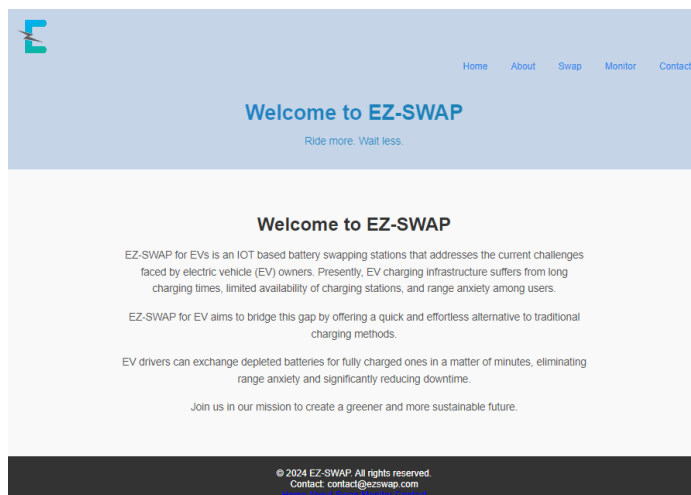 E
Home About Swap Monitor Contact
Welcome to EZ-SWAP
Ride more. Wait less.
Welcome to EZ-SWAP
EZ-SWAP for EVs is an IOT based battery swapping stations that addresses the current challenges
faced by electric vehicle (EV) owners. Presently, EV charging infrastructure suffers from long
charging times, limited availability of charging stations, and range anxiety among users.
EZ-SWAP for EV aims to bridge this gap by offering a quick and effortless alternative to traditional
charging methods.
EV drivers can exchange depleted batteries for fully charged ones in a matter of minutes, eliminating
range anxiety and significantly reducing downtime.
Join us in our mission to create a greener and more sustainable future.
© 2024 EZ-SWAP. All rights reserved.
Contact: contact@ezswap.com
Home About Swap Monitor Contact